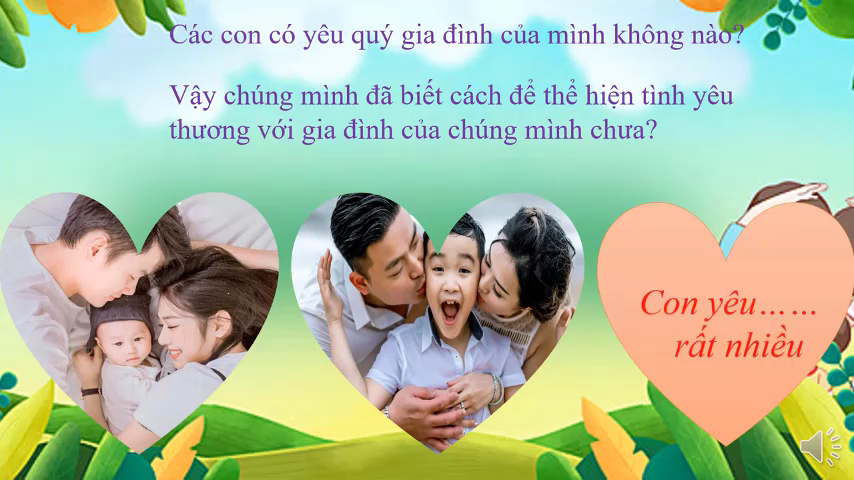 Các con có yêu quý gia đình của mình không nào?
Vậy chúng mình đã biết cách để thể hiện tình yêu
thương với gia đình của chúng mình chưa?
Con yêu……
rất nhiều